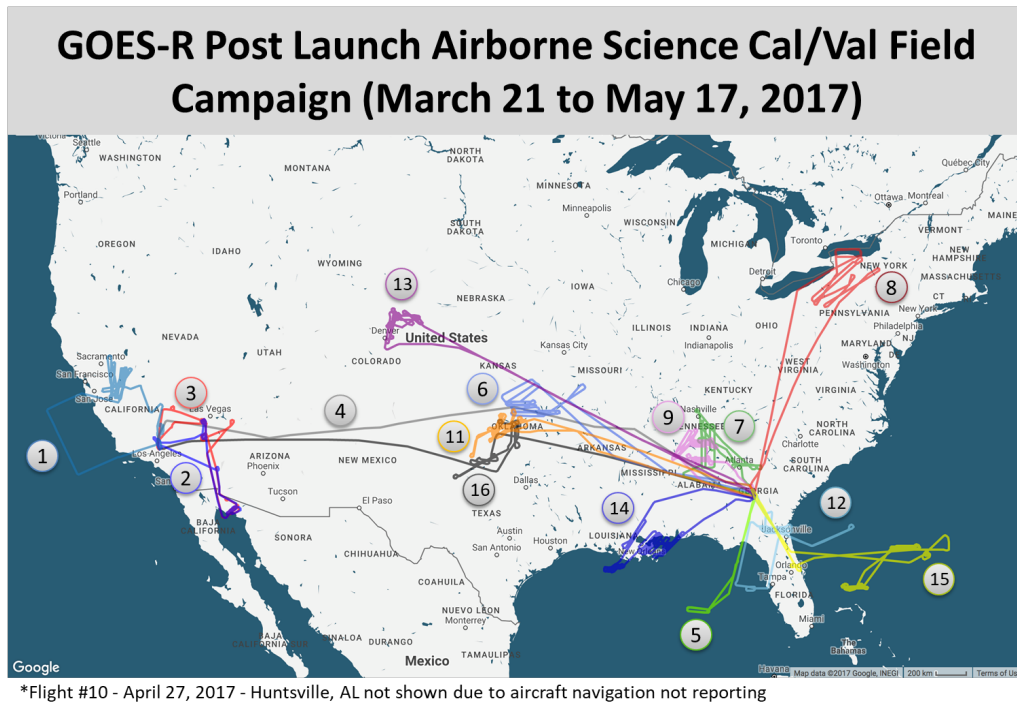 GOES-R Post Launch Airborne Science Cal/Val Field
Campaign (March 21 to May 17, 2017)
Seattle
WASHINGTON
Portland
OREGON
IDAHO
MONTANA
NORTH
DAKOTA
SOUTH
DAKOTA
MINNESOTA
Minneapolis
WISCONSIN
MICHIGAN
Toronto
Ottawa
Montreal
Québec City
MAINE
VERMONT
NEW
HAMPSHIRE
NEW YORK
MASSACHUSETTS
CT
WYOMING
NEBRASKA
IOWA
Chicago
Detroit
8
13
New York
PENNSYLVANIA
Philadelphia
NJ
NEVADA
UTAH
Denver
United States
COLORADO
KANSAS
Kansas City
ILLINOIS
INDIANA
Indianapolis
OHIO
MARYLAND
Washington
WEST
VIRGINIA
VIRGINIA
Sacramento
San Francisco
San Jose
CALIFORNIA
3
Las Vegas
4
6
MISSOURI
KENTUCKY
9
Nashville
TENNESSEE
7
NORTH
CAROLINA
Charlotte
1
Los Angeles
2
ARIZONA
Phoenix
NEW MEXICO
11
OKLAHOMA
ARKANSAS
Atlanta
SOUTH
CAROLINA
San
Tucson
El Paso
16
Dallas
TEXAS
MISSISSIPPI
ALABAMA
GEORGIA
14
12
BAJA
CALIFORNIA
SONORA
CHIHUAHUA
Austin
San Antonio
Houston
LOUISIANA
New Orleans
Jacksonville
Orlando
Tampa
FLORIDA
15
COAHUILA
5
Miami
NUEVO LEON
Monterrey
BAJA
CALIFORNIA SUR
SINALOA
DURANGO
TAMAULIPAS
Mexico
The
Bahamas
Havana
Google
Map data ©2017 Google, INEGI
200 km
Terms of Us
*Flight #10 - April 27, 2017 - Huntsville, AL not shown due to aircraft navigation not reporting